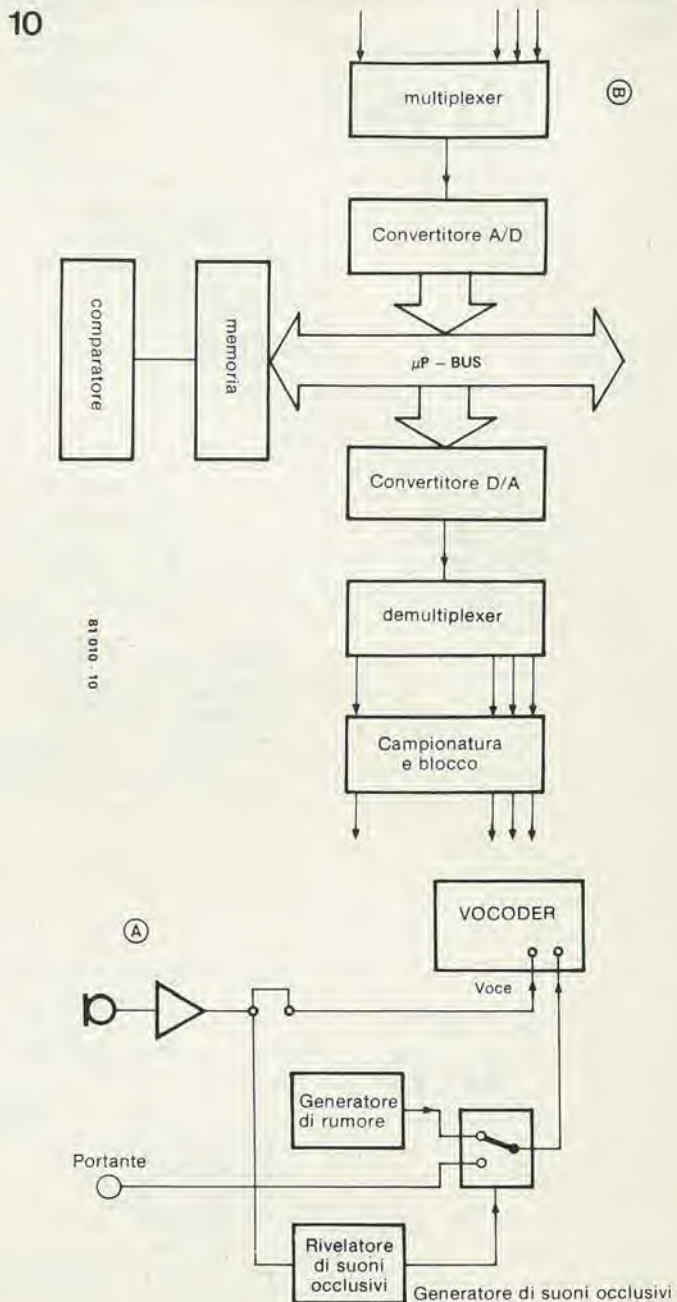 10
multiplexer
B
Convertitore A/D
comparatore
memoria
µP – BUS
Convertitore D/A
demultiplexer
81 010 - 10
Campionatura
e blocco
VOCODER
A
Voce
Generatore
di rumore
Portante
Rivelatore
di suoni
occlusivi
Generatore di suoni occlusivi